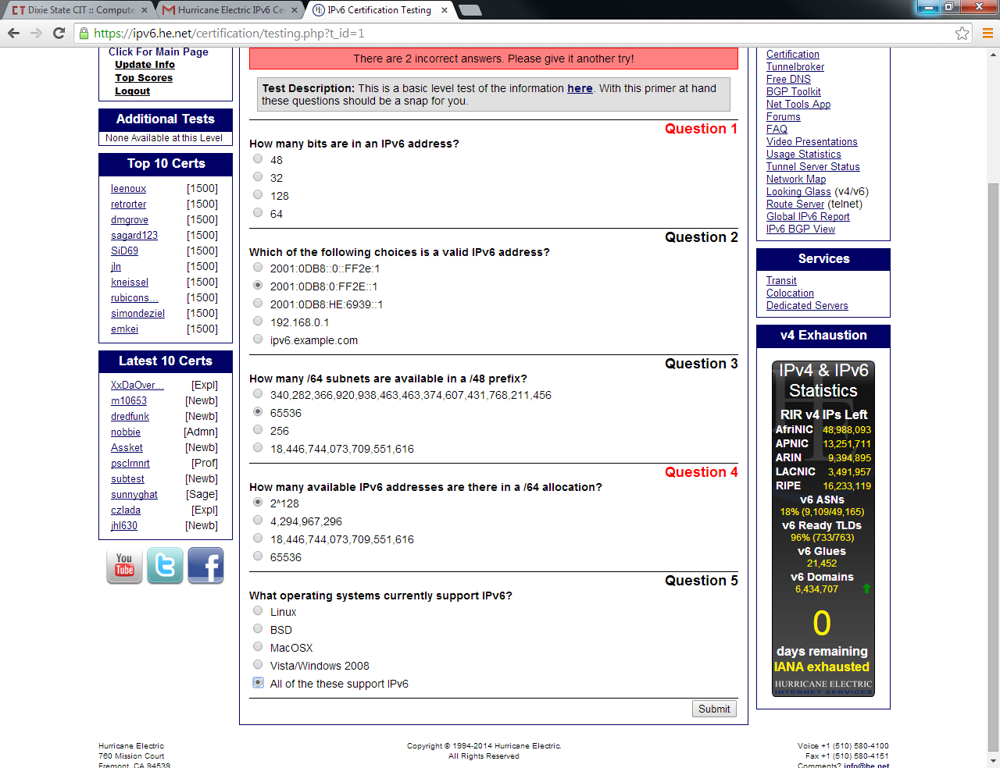 Dixie State CIT :: Compute
Hurricane Electric IPv6 Ce
IPv6 Certification Testing
https://ipv6.he.net/certification/testing.php?t_id=1
Click For Main Page
Update Info
Top Scores
Logout
Additional Tests
None Available at this Level
Top 10 Certs
leenoux [1500]
retrorter [1500]
dmgrove [1500]
sagard123 [1500]
SiD69 [1500]
jln [1500]
kneissel [1500]
rubicons... [1500]
simondeziel [1500]
emkei [1500]
Latest 10 Certs
XxDaOver... [Expl]
m10653 [Newb]
dredfunk [Newb]
nobbie [Admn]
Assket [Newb]
psclrnnrt [Prof]
subtest [Newb]
sunnyghat [Sage]
czlada [Expl]
jhl630 [Newb]
You
Tube
There are 2 incorrect answers. Please give it another try!
Test Description: This is a basic level test of the information here. With this primer at hand
these questions should be a snap for you.
Question 1
How many bits are in an IPv6 address?
48
32
128
64
Question 2
Which of the following choices is a valid IPv6 address?
2001:0DB8::0::FF2e:1
2001:0DB8:0:FF2E::1
2001:0DB8:HE:6939::1
192.168.0.1
ipv6.example.com
Question 3
How many /64 subnets are available in a /48 prefix?
340,282,366,920,938,463,463,374,607,431,768,211,456
65536
256
18,446,744,073,709,551,616
Question 4
How many available IPv6 addresses are there in a /64 allocation?
2^128
4,294,967,296
18,446,744,073,709,551,616
65536
Question 5
What operating systems currently support IPv6?
Linux
BSD
MacOSX
Vista/Windows 2008
All of the these support IPv6
Submit
Certification
Tunnelbroker
Free DNS
BGP Toolkit
Net Tools App
Forums
FAQ
Video Presentations
Usage Statistics
Tunnel Server Status
Network Map
Looking Glass (v4/v6)
Route Server (telnet)
Global IPv6 Report
IPv6 BGP View
Services
Transit
Colocation
Dedicated Servers
v4 Exhaustion
IPv4 & IPv6
Statistics
RIR v4 IPs Left
AfriNIC 48,988,093
APNIC 13,251,711
ARIN 9,394,895
LACNIC 3,491,957
RIPE 16,233,119
v6 ASNs
18% (9,109/49,165)
v6 Ready TLDs
96% (733/763)
v6 Glues
21,452
v6 Domains
6,434,707
0
days remaining
IANA exhausted
HURRICANE ELECTRIC
INTERNET SERVICES
Hurricane Electric
760 Mission Court
Fremont, CA 94539
Copyright © 1994-2014 Hurricane Electric.
All Rights Reserved
Voice +1 (510) 580-4100
Fax +1 (510) 580-4151
Comments? info@he.net